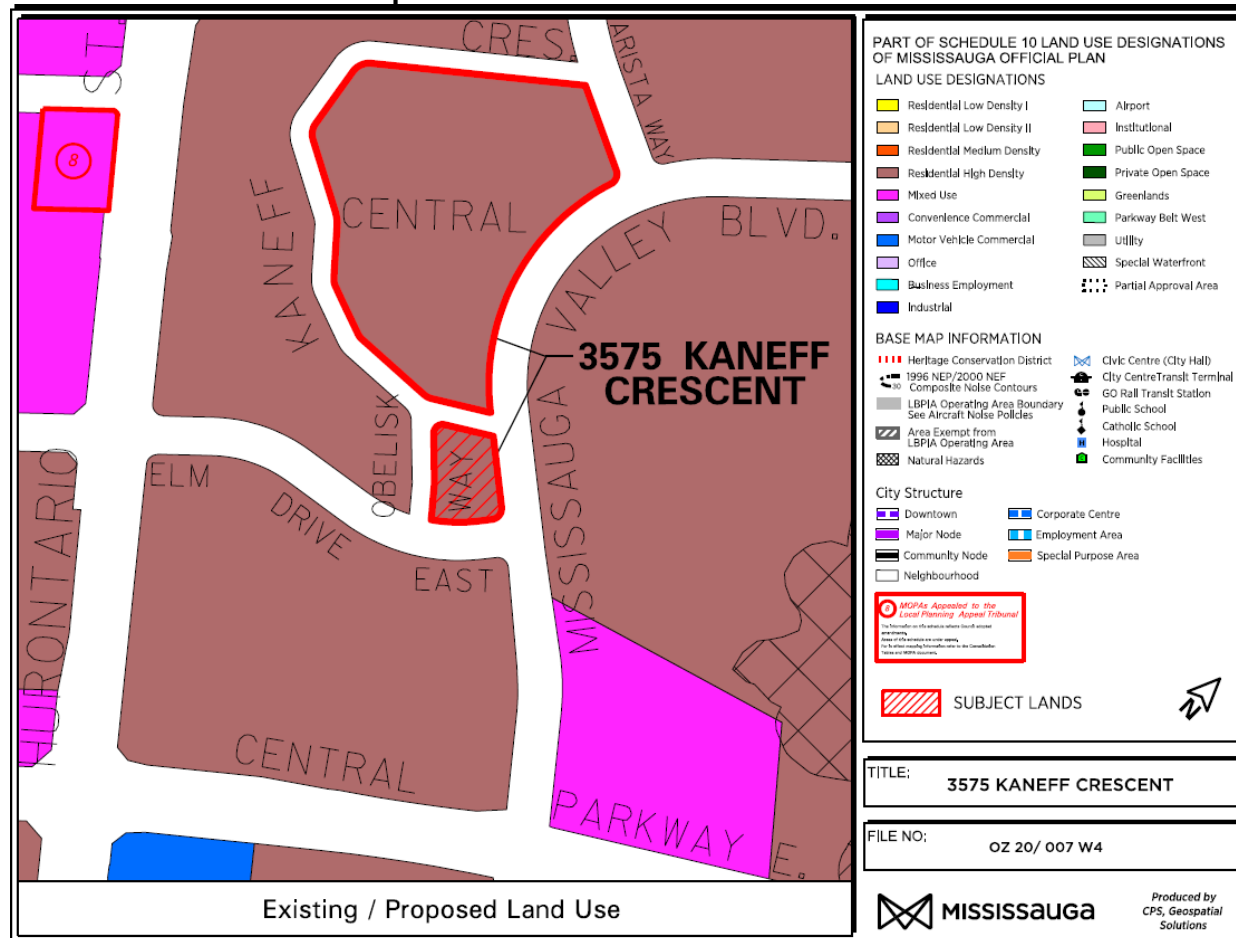 ST.
CRES.
ARISTA WAY
8
KANEFF
CENTRAL
BLVD.
MISSISSAUGA VALLEY
3575 KANEFF
CRESCENT
OBELISK
WAY
ELM
DRIVE
EAST
HURONTARIO
CENTRAL
PARKWAY
E.
Existing / Proposed Land Use
PART OF SCHEDULE 10 LAND USE DESIGNATIONS
OF MISSISSAUGA OFFICIAL PLAN
LAND USE DESIGNATIONS
Residential Low Density I
Residential Low Density II
Residential Medium Density
Residential High Density
Mixed Use
Convenience Commercial
Motor Vehicle Commercial
Office
Business Employment
Industrial
Airport
Institutional
Public Open Space
Private Open Space
Greenlands
Parkway Belt West
Utility
Special Waterfront
Partial Approval Area
BASE MAP INFORMATION
Heritage Conservation District
1996 NEP/2000 NEF
Composite Noise Contours
30
LBPIA Operating Area Boundary
See Aircraft Noise Policies
Area Exempt from
LBPIA Operating Area
Natural Hazards
Civic Centre (City Hall)
City CentreTransit Terminal
GO Rail Transit Station
Public School
Catholic School
H Hospital
Community Facilities
City Structure
Downtown
Major Node
Community Node
Neighbourhood
Corporate Centre
Employment Area
Special Purpose Area
8 MOPAs Appealed to the
Local Planning Appeal Tribunal
SUBJECT LANDS
N
TITLE:
3575 KANEFF CRESCENT
FILE NO:
OZ 20/ 007 W4
MISSISSAUGA
Produced by
CPS, Geospatial
Solutions